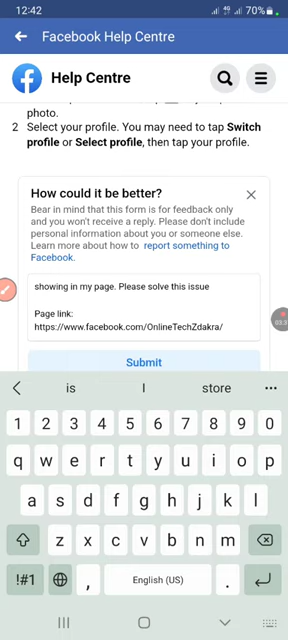 12:42
4G
70%
Facebook Help Centre
Help Centre
photo.
2 Select your profile. You may need to tap Switch
profile or Select profile, then tap your profile.
How could it be better?
Bear in mind that this form is for feedback only
and you won't receive a reply. Please don't include
personal information about you or someone else.
Learn more about how to report something to
Facebook.
showing in my page. Please solve this issue
Page link:
https://www.facebook.com/OnlineTechZdakra/
03:3
Submit
is I store
1 2 3 4 5 6 7 8 9 0
q w e r t y u i o p
a s d f g h j k l
z x c v b n m
!#1 , English (US) .